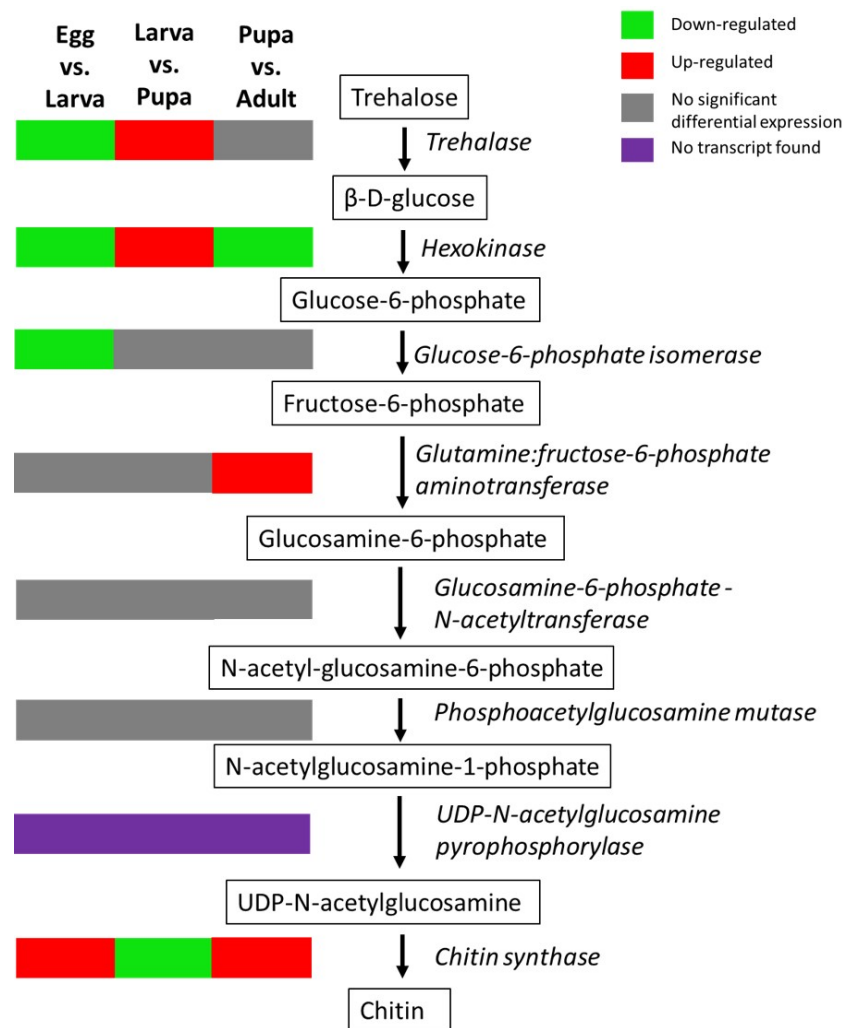 Egg
vs.
Larva
Larva
vs.
Pupa
Pupa
vs.
Adult
Down-regulated
Up-regulated
No significant
differential expression
No transcript found
Trehalose
Trehalase
β-D-glucose
Hexokinase
Glucose-6-phosphate
Glucose-6-phosphate isomerase
Fructose-6-phosphate
Glutamine:fructose-6-phosphate
aminotransferase
Glucosamine-6-phosphate
Glucosamine-6-phosphate -
N-acetyltransferase
N-acetyl-glucosamine-6-phosphate
Phosphoacetylglucosamine mutase
N-acetylglucosamine-1-phosphate
UDP-N-acetylglucosamine
pyrophosphorylase
UDP-N-acetylglucosamine
Chitin synthase
Chitin